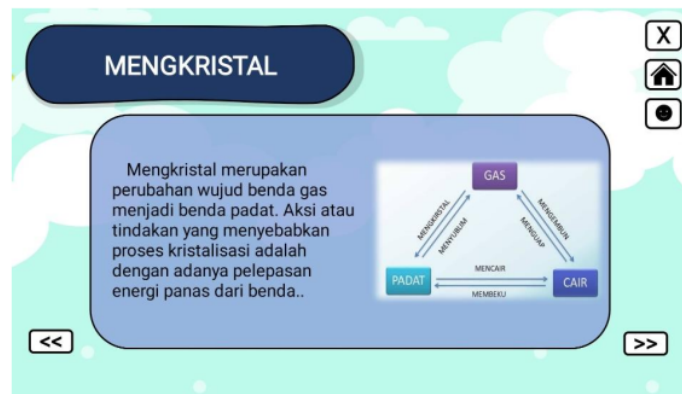 MENGKRISTAL
X
Mengkristal merupakan
perubahan wujud benda gas
menjadi benda padat. Aksi atau
tindakan yang menyebabkan
proses kristalisasi adalah
dengan adanya pelepasan
energi panas dari benda..
GAS
MENGKRISTAL
MENYUBLIM
MENGEMBUN
MENGUAP
PADAT
MENCAIR
MEMBEKU
CAIR
<<
>>